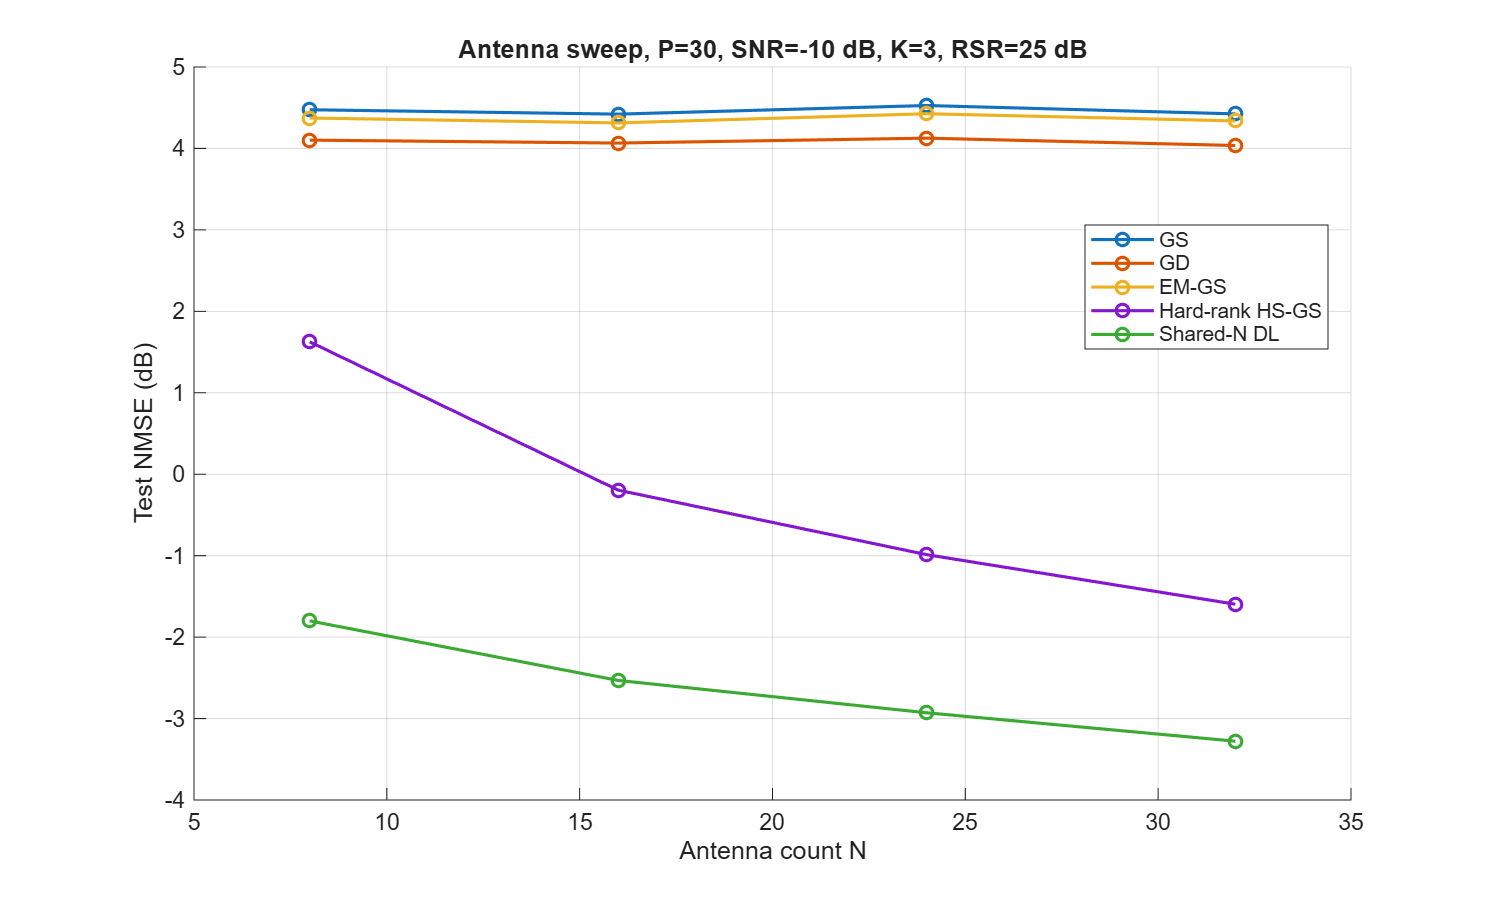 Antenna sweep, P=30, SNR=-10 dB, K=3, RSR=25 dB
5
4
3
2
1
0
-1
-2
-3
-4
Test NMSE (dB)
GS
GD
EM-GS
Hard-rank HS-GS
Shared-N DL
5 10 15 20 25 30 35
Antenna count N